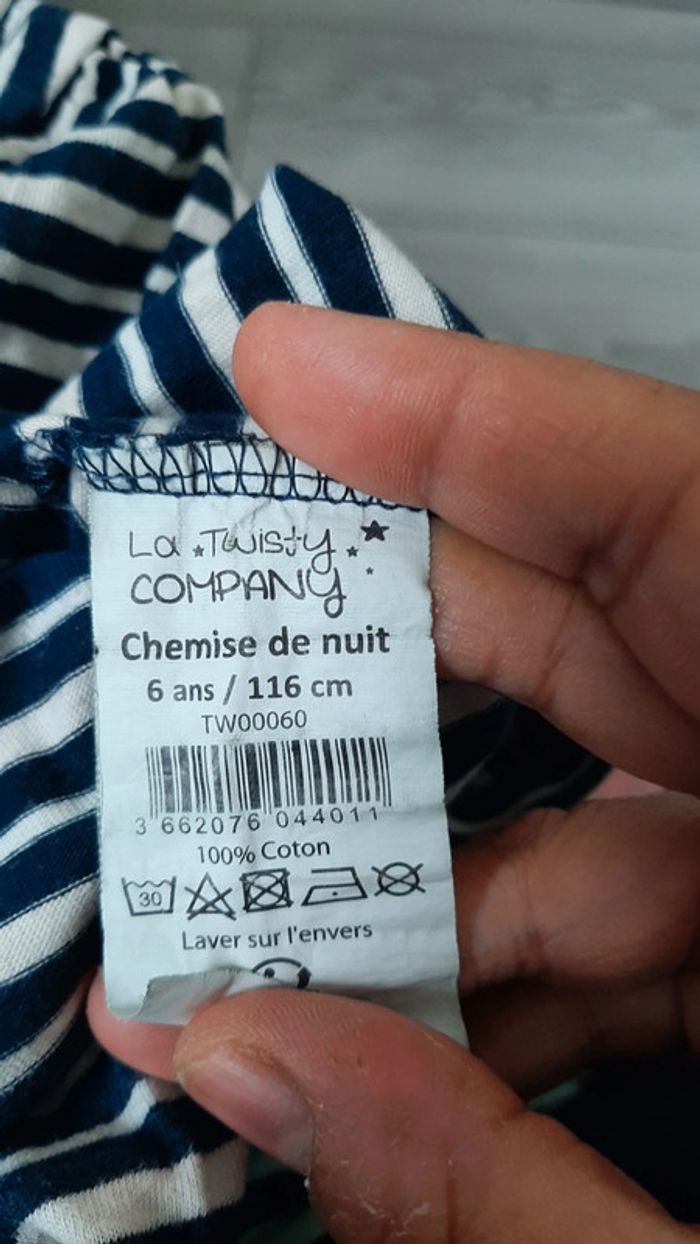 La Twisty
COMPANY
Chemise de nuit
6 ans / 116 cm
TW00060
3 662076 044011
100% Coton
30
Laver sur l'envers